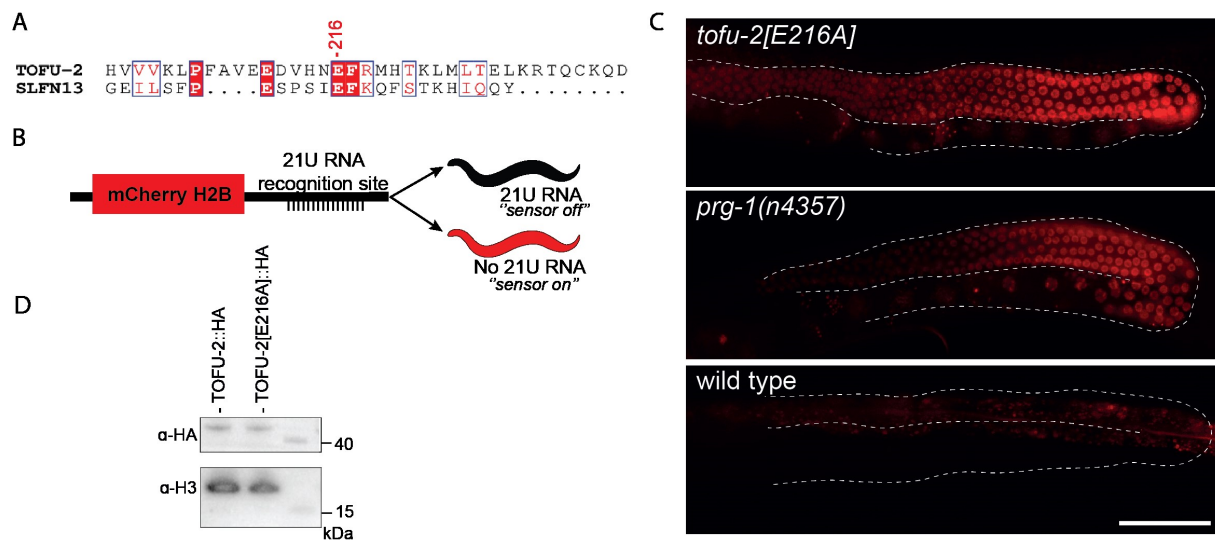 A
-216
TOFU-2 HVVVKLPFAVEEDVHNEFRMHTKLMLTELKRTQCKQD
SLFN13 GEILSFP....ESPSIEFKQFSTKHIQQY........
B
mCherry H2B
21U RNA
recognition site
21U RNA
"sensor off"
No 21U RNA
"sensor on"
C
tofu-2[E216A]
prg-1(n4357)
wild type
D
- TOFU-2::HA
- TOFU-2[E216A]::HA
α-HA
40
α-H3
15
kDa